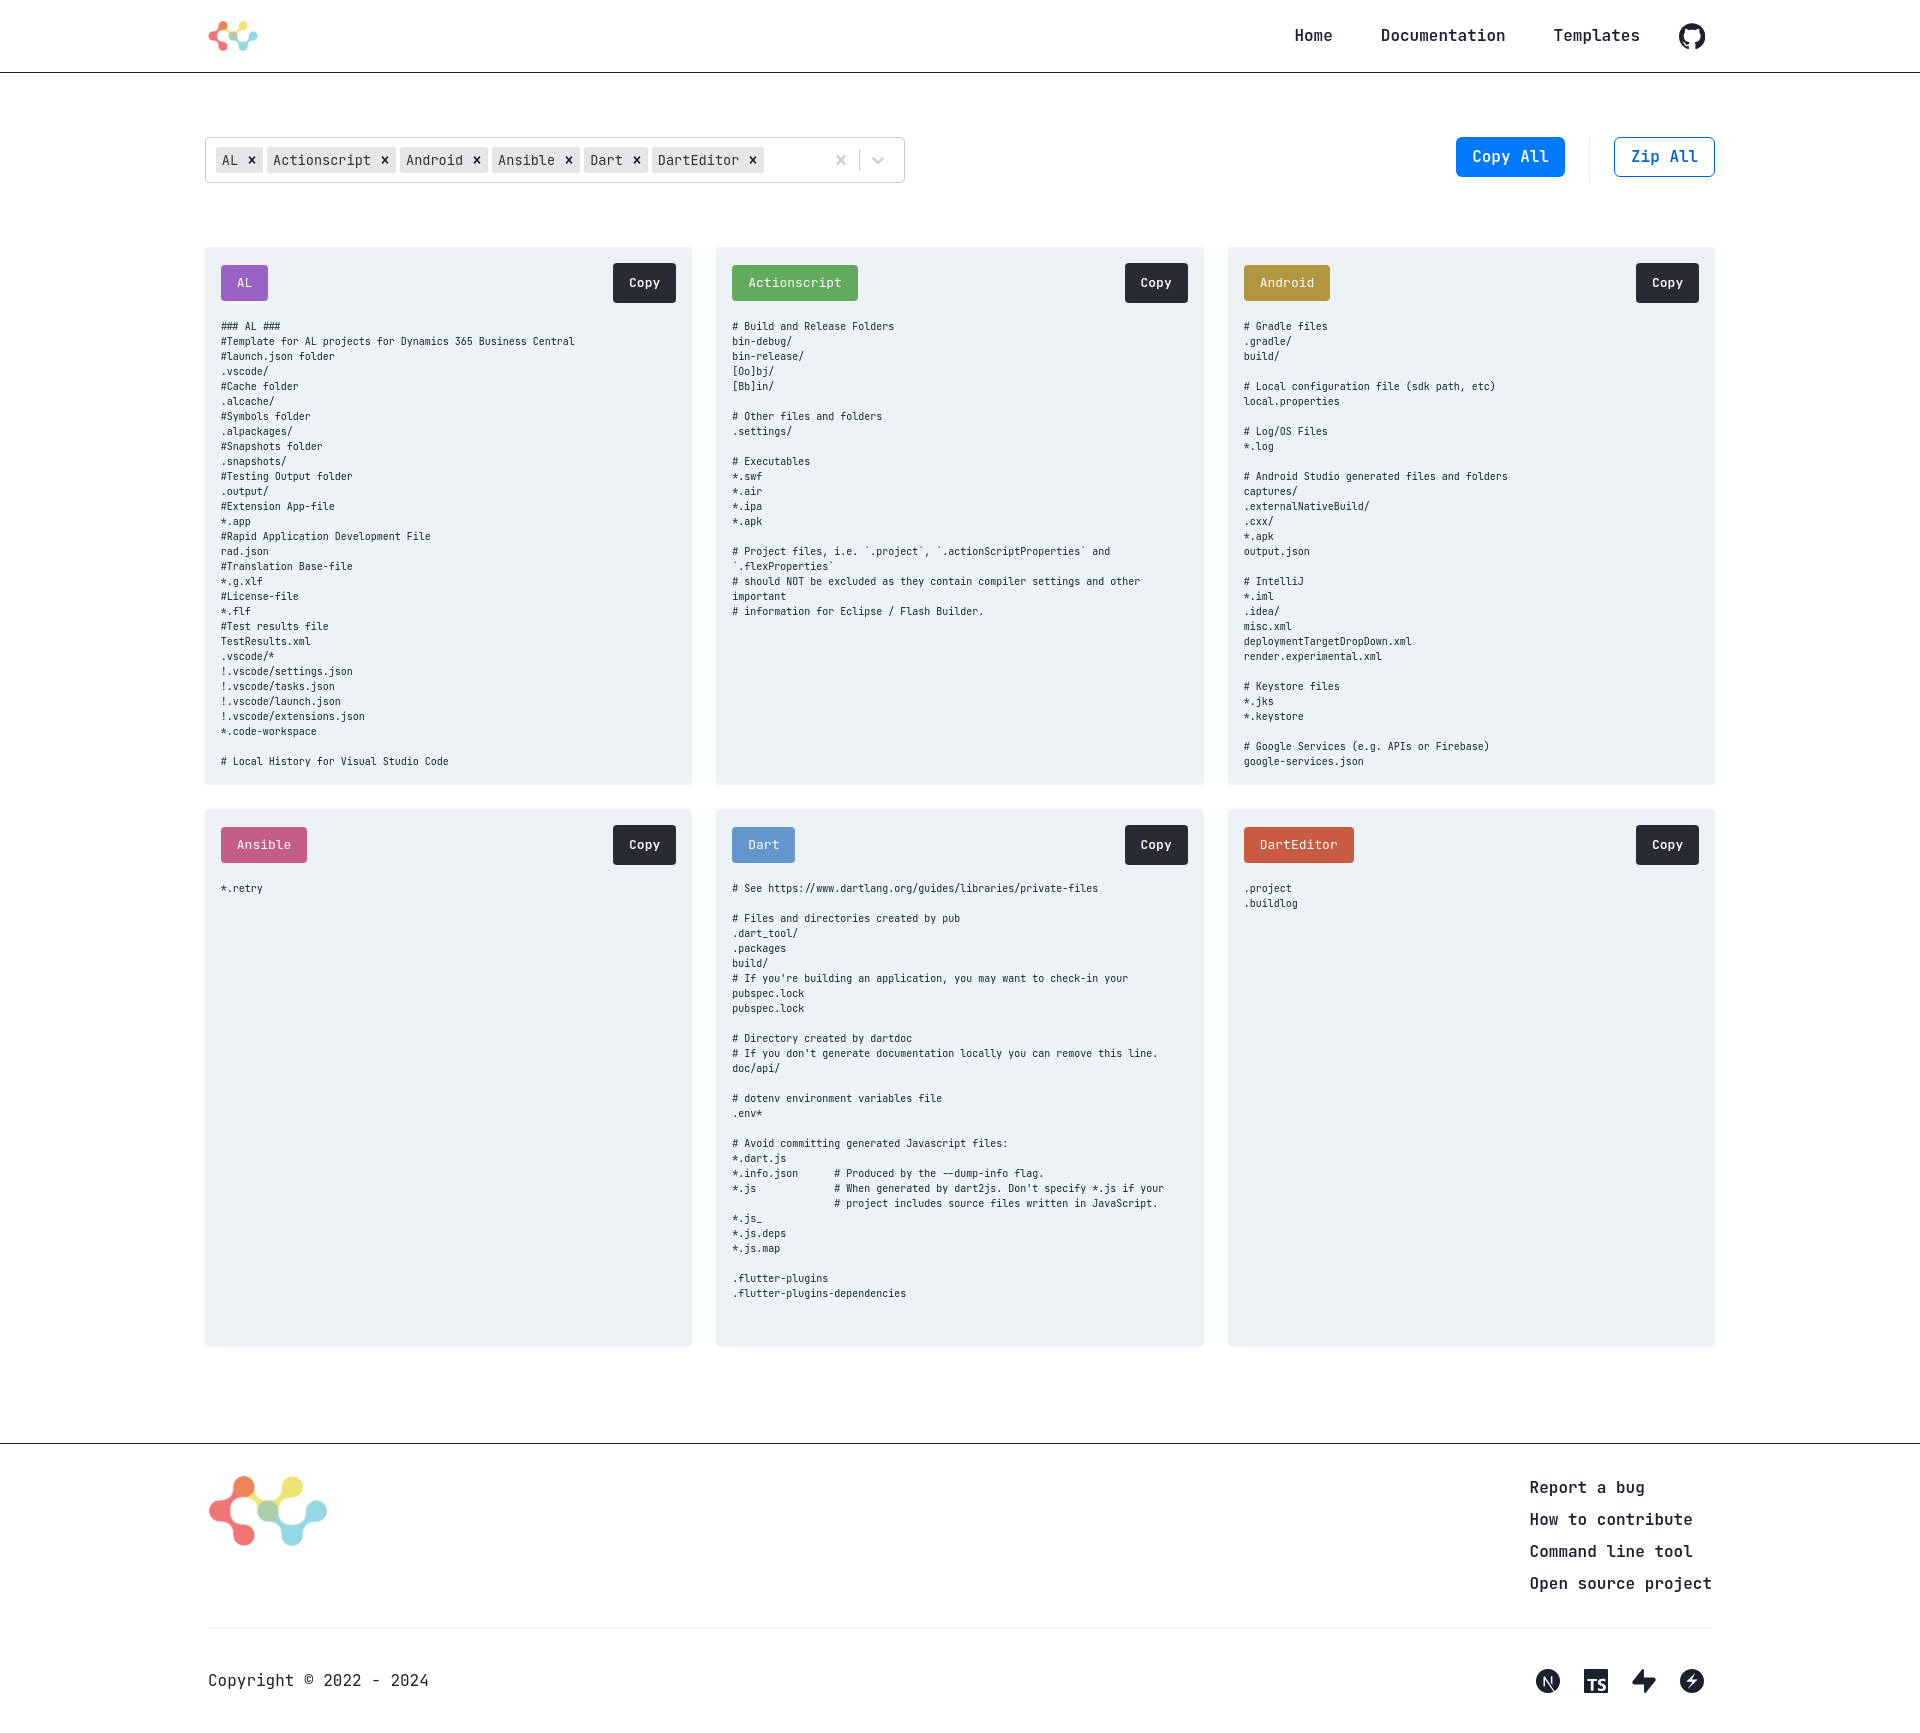 Home
Documentation
Templates
AL
Actionscript
Android
Ansible
Dart
DartEditor
Copy All
Zip All
AL
Copy
### AL ###
#Template for AL projects for Dynamics 365 Business Central
#launch.json folder
.vscode/
#Cache folder
.alcache/
#Symbols folder
.alpackages/
#Snapshots folder
.snapshots/
#Testing Output folder
.output/
#Extension App-file
*.app
#Rapid Application Development File
rad.json
#Translation Base-file
*.g.xlf
#License-file
*.flf
#Test results file
TestResults.xml
.vscode/*
!.vscode/settings.json
!.vscode/tasks.json
!.vscode/launch.json
!.vscode/extensions.json
*.code-workspace
# Local History for Visual Studio Code
Actionscript
Copy
# Build and Release Folders
bin-debug/
bin-release/
[Oo]bj/
[Bb]in/
# Other files and folders
.settings/
# Executables
*.swf
*.air
*.ipa
*.apk
# Project files, i.e. `.project`, `.actionScriptProperties` and
`.flexProperties`
# should NOT be excluded as they contain compiler settings and other
important
# information for Eclipse / Flash Builder.
Android
Copy
# Gradle files
.gradle/
build/
# Local configuration file (sdk path, etc)
local.properties
# Log/OS Files
*.log
# Android Studio generated files and folders
captures/
.externalNativeBuild/
.cxx/
*.apk
output.json
# IntelliJ
*.iml
.idea/
misc.xml
deploymentTargetDropDown.xml
render.experimental.xml
# Keystore files
*.jks
*.keystore
# Google Services (e.g. APIs or Firebase)
google-services.json
Ansible
Copy
*.retry
Dart
Copy
# See https://www.dartlang.org/guides/libraries/private-files
# Files and directories created by pub
.dart_tool/
.packages
build/
# If you're building an application, you may want to check-in your
pubspec.lock
pubspec.lock
# Directory created by dartdoc
# If you don't generate documentation locally you can remove this line.
doc/api/
# dotenv environment variables file
.env*
# Avoid committing generated Javascript files:
*.dart.js
*.info.json      # Produced by the --dump-info flag.
*.js             # When generated by dart2js. Don't specify *.js if your
# project includes source files written in JavaScript.
*.js_
*.js.deps
*.js.map
.flutter-plugins
.flutter-plugins-dependencies
DartEditor
Copy
.project
.buildlog
Report a bug
How to contribute
Command line tool
Open source project
Copyright © 2022 - 2024
N
TS